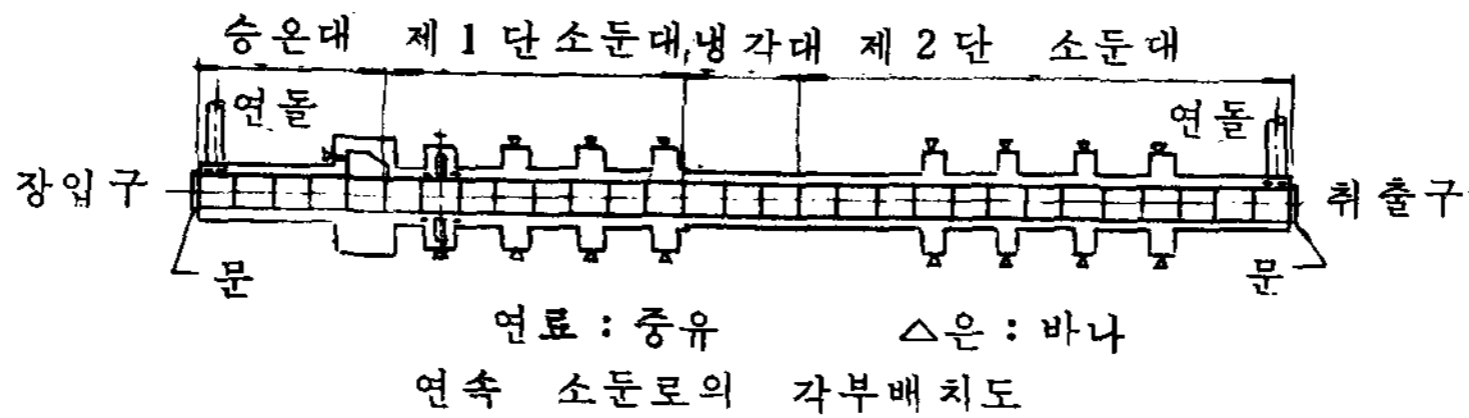 승온대 제 1 단소둔대, 냉각대 제 2 단 소둔대
연돌 연돌
장입구 취출구
문 문
연료 : 중유 △은 : 바나
연속 소둔로의 각부배치도